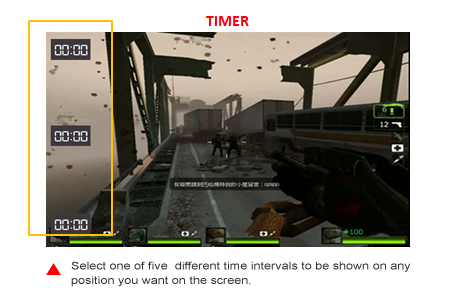 TIMER
00:00
6
12
00:00
00:00
+100
Select one of five  different time intervals to be shown on any
position you want on the screen.